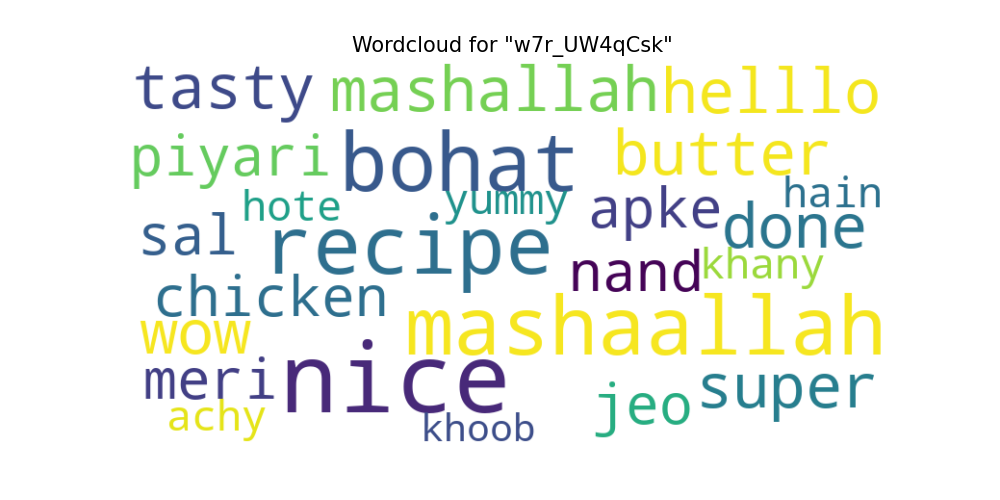 Wordcloud for "w7r_UW4qCsk"
tasty mashallah helllo
piyari bohat butter
hote yummy apke hain
sal recipe done
nand khany
chicken
wow mashaallah
meri nice super
achy khoob jeo